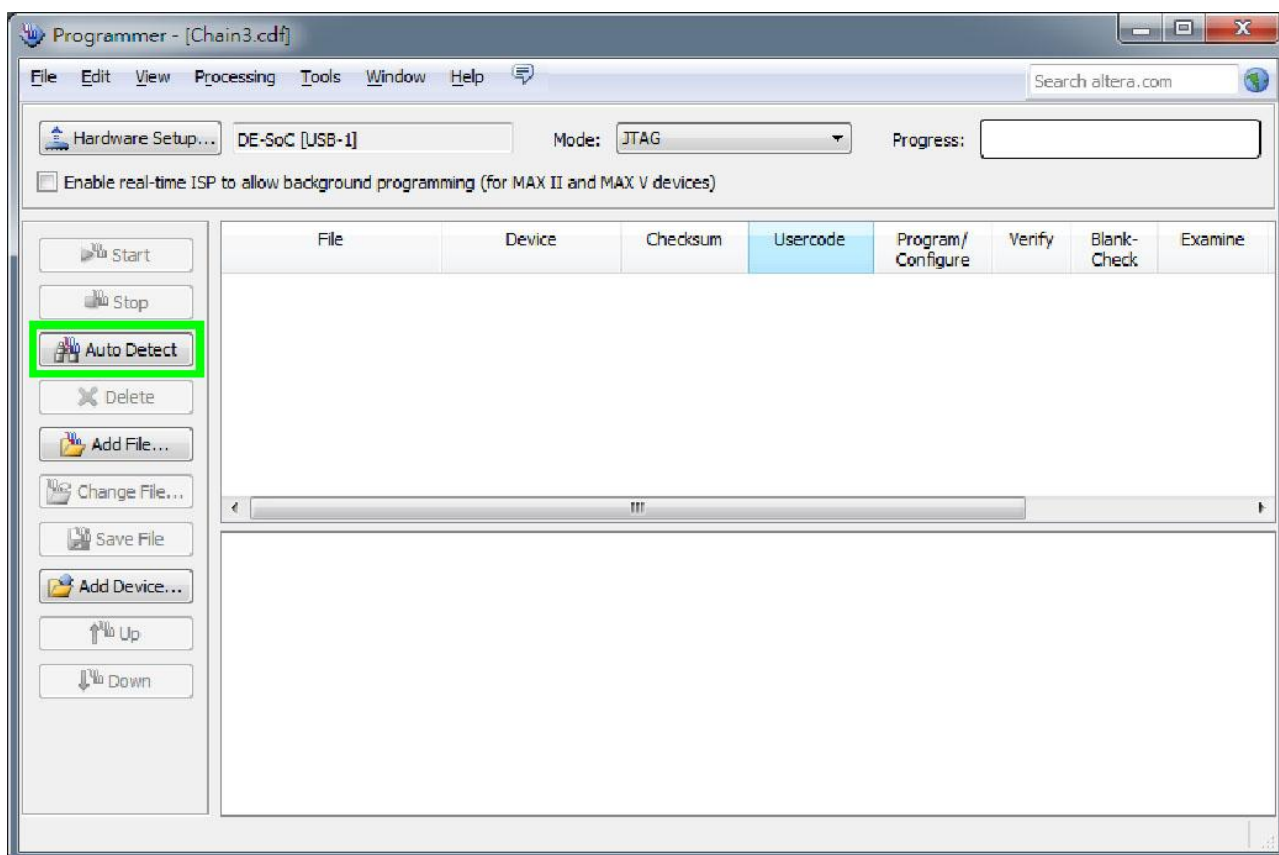 Programmer - [Chain3.cdf]
File Edit View Processing Tools Window Help
Search altera.com
Hardware Setup... DE-SoC [USB-1] Mode: JTAG Progress:
Enable real-time ISP to allow background programming (for MAX II and MAX V devices)
File Device Checksum Usercode Program/ Verify Blank- Examine
Configure Check
Start
Stop
Auto Detect
Delete
Add File...
Change File...
Save File
Add Device...
Up
Down